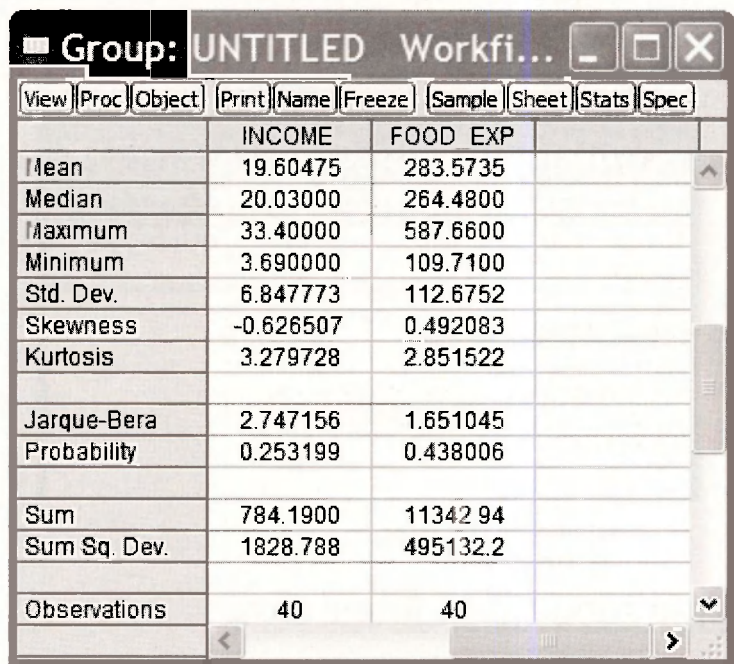 Group: UNTITLED Workfi...
View Proc Object Print Name Freeze Sample Sheet Stats Spec
INCOME FOOD_EXP
Mean 19.60475 283.5735
Median 20.03000 264.4800
Maximum 33.40000 587.6600
Minimum 3.690000 109.7100
Std. Dev. 6.847773 112.6752
Skewness -0.626507 0.492083
Kurtosis 3.279728 2.851522
Jarque-Bera 2.747156 1.651045
Probability 0.253199 0.438006
Sum 784.1900 11342.94
Sum Sq. Dev. 1828.788 495132.2
Observations 40 40